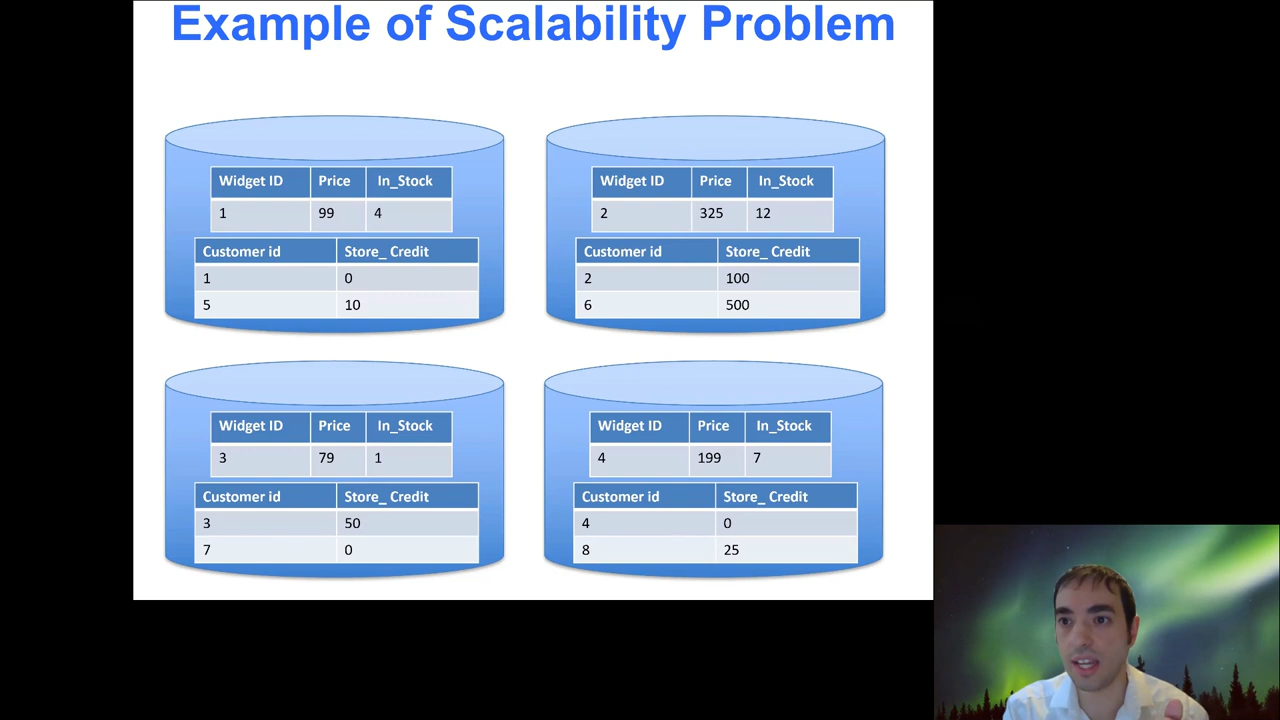 Example of Scalability Problem
Widget ID Price In_Stock
1 99 4
Customer id Store_ Credit
1 0
5 10
Widget ID Price In_Stock
2 325 12
Customer id Store_ Credit
2 100
6 500
Widget ID Price In_Stock
3 79 1
Customer id Store_ Credit
3 50
7 0
Widget ID Price In_Stock
4 199 7
Customer id Store_ Credit
4 0
8 25